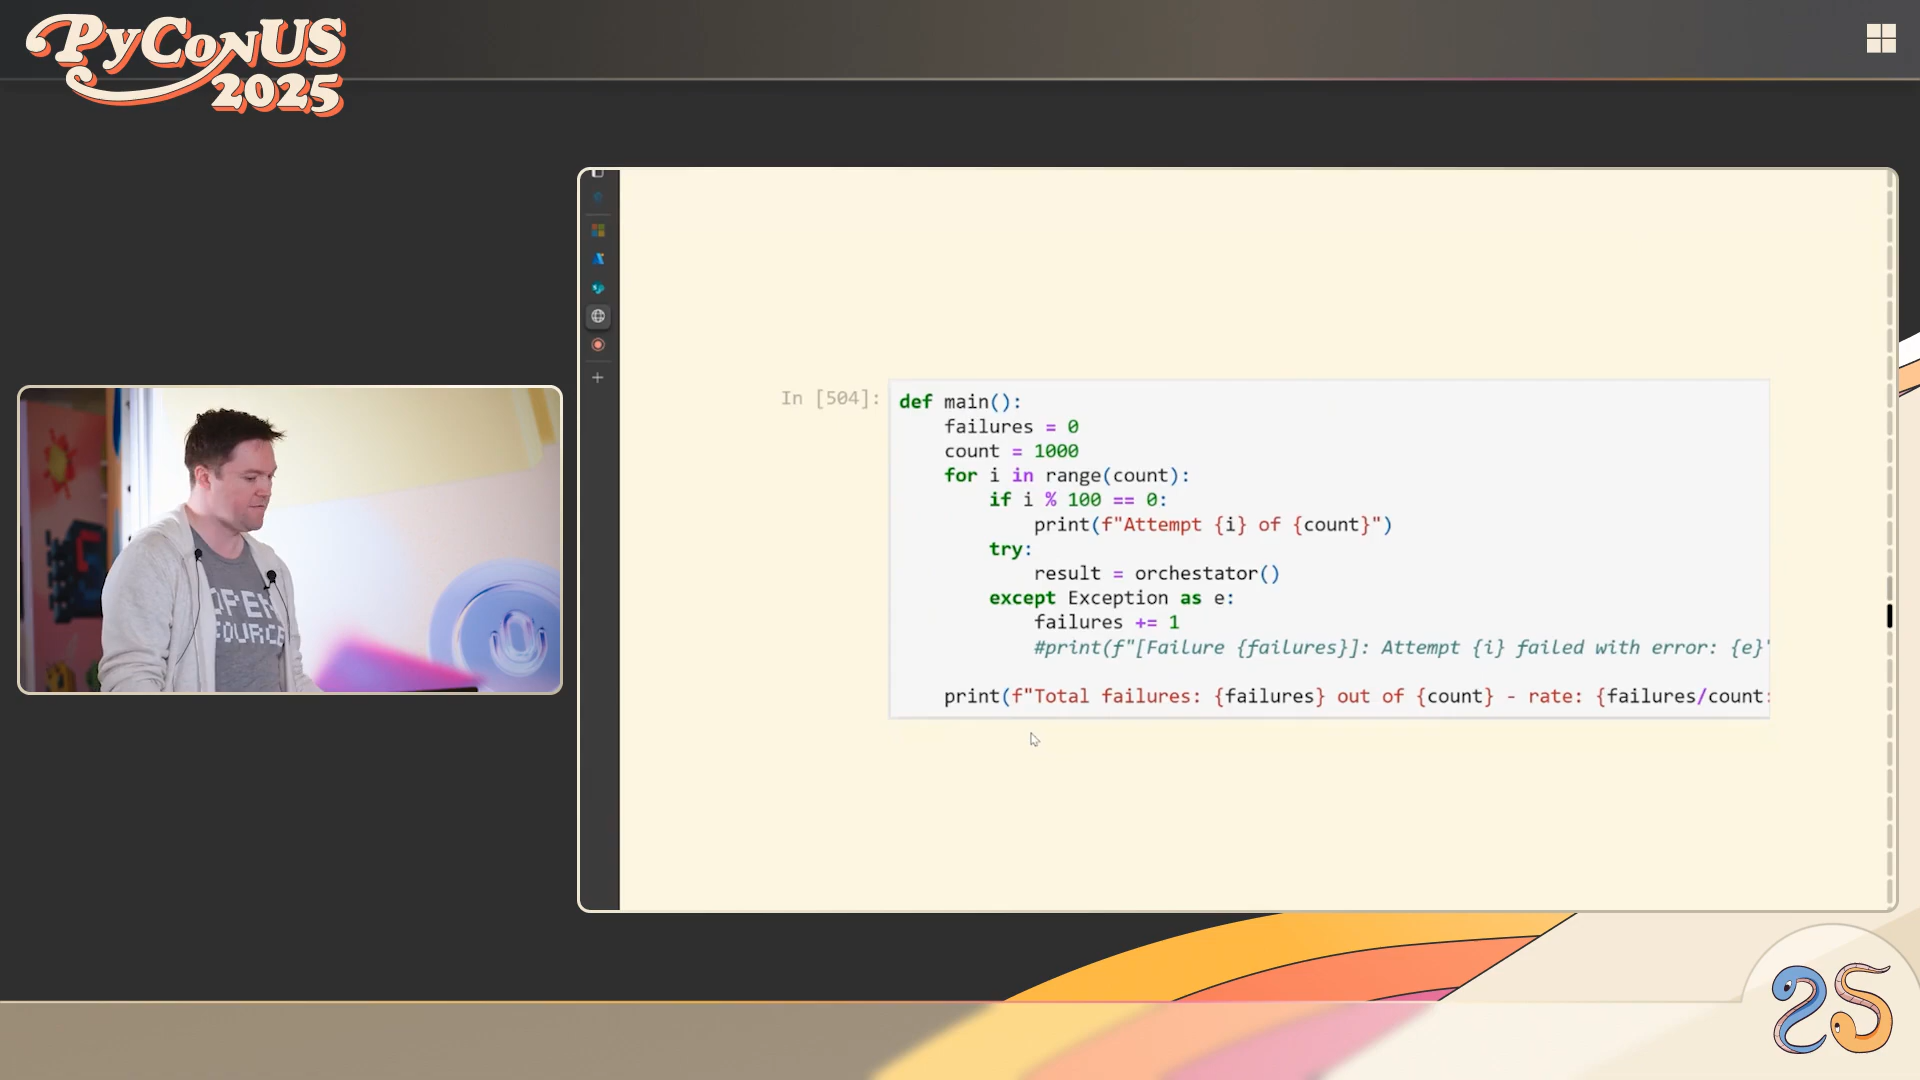 PyConUS
2025
In [504]:
def main():
    failures = 0
    count = 1000
    for i in range(count):
        if i % 100 == 0:
            print(f"Attempt {i} of {count}")
        try:
            result = orchestator()
        except Exception as e:
            failures += 1
            #print(f"[Failure {failures}]: Attempt {i} failed with error: {e}"
    print(f"Total failures: {failures} out of {count} - rate: {failures/count:
OPEN
SOURCE
25